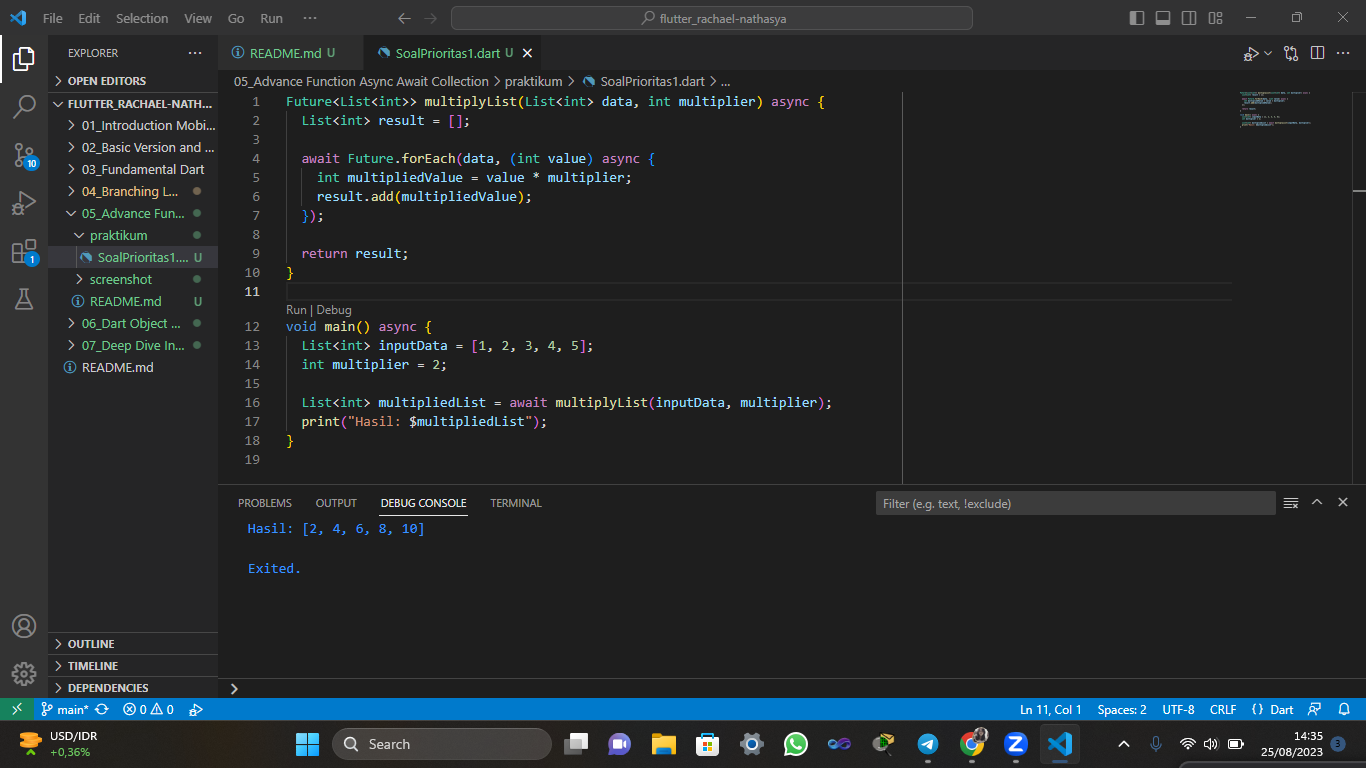 File Edit Selection View Go Run ··· flutter_rachael-nathasya
EXPLORER ···
OPEN EDITORS
FLUTTER_RACHAEL-NATH...
01_Introduction Mobi...
02_Basic Version and ...
03_Fundamental Dart
04_Branching L...
05_Advance Fun...
praktikum
SoalPrioritas1.... U
screenshot
README.md U
06_Dart Object ...
07_Deep Dive In...
README.md
OUTLINE
TIMELINE
DEPENDENCIES
10
1
README.md U SoalPrioritas1.dart U
05_Advance Function Async Await Collection > praktikum > SoalPrioritas1.dart > ...
1 Future<List<int>> multiplyList(List<int> data, int multiplier) async {
2 List<int> result = [];
3
4 await Future.forEach(data, (int value) async {
5 int multipliedValue = value * multiplier;
6 result.add(multipliedValue);
7 });
8
9 return result;
10 }
11
Run | Debug
12 void main() async {
13 List<int> inputData = [1, 2, 3, 4, 5];
14 int multiplier = 2;
15
16 List<int> multipliedList = await multiplyList(inputData, multiplier);
17 print("Hasil: $multipliedList");
18 }
19
PROBLEMS OUTPUT DEBUG CONSOLE TERMINAL Filter (e.g. text, !exclude)
Hasil: [2, 4, 6, 8, 10]
Exited.
main* 0 0 Ln 11, Col 1 Spaces: 2 UTF-8 CRLF {} Dart
USD/IDR
+0,36%
Search
14:35
25/08/2023
3